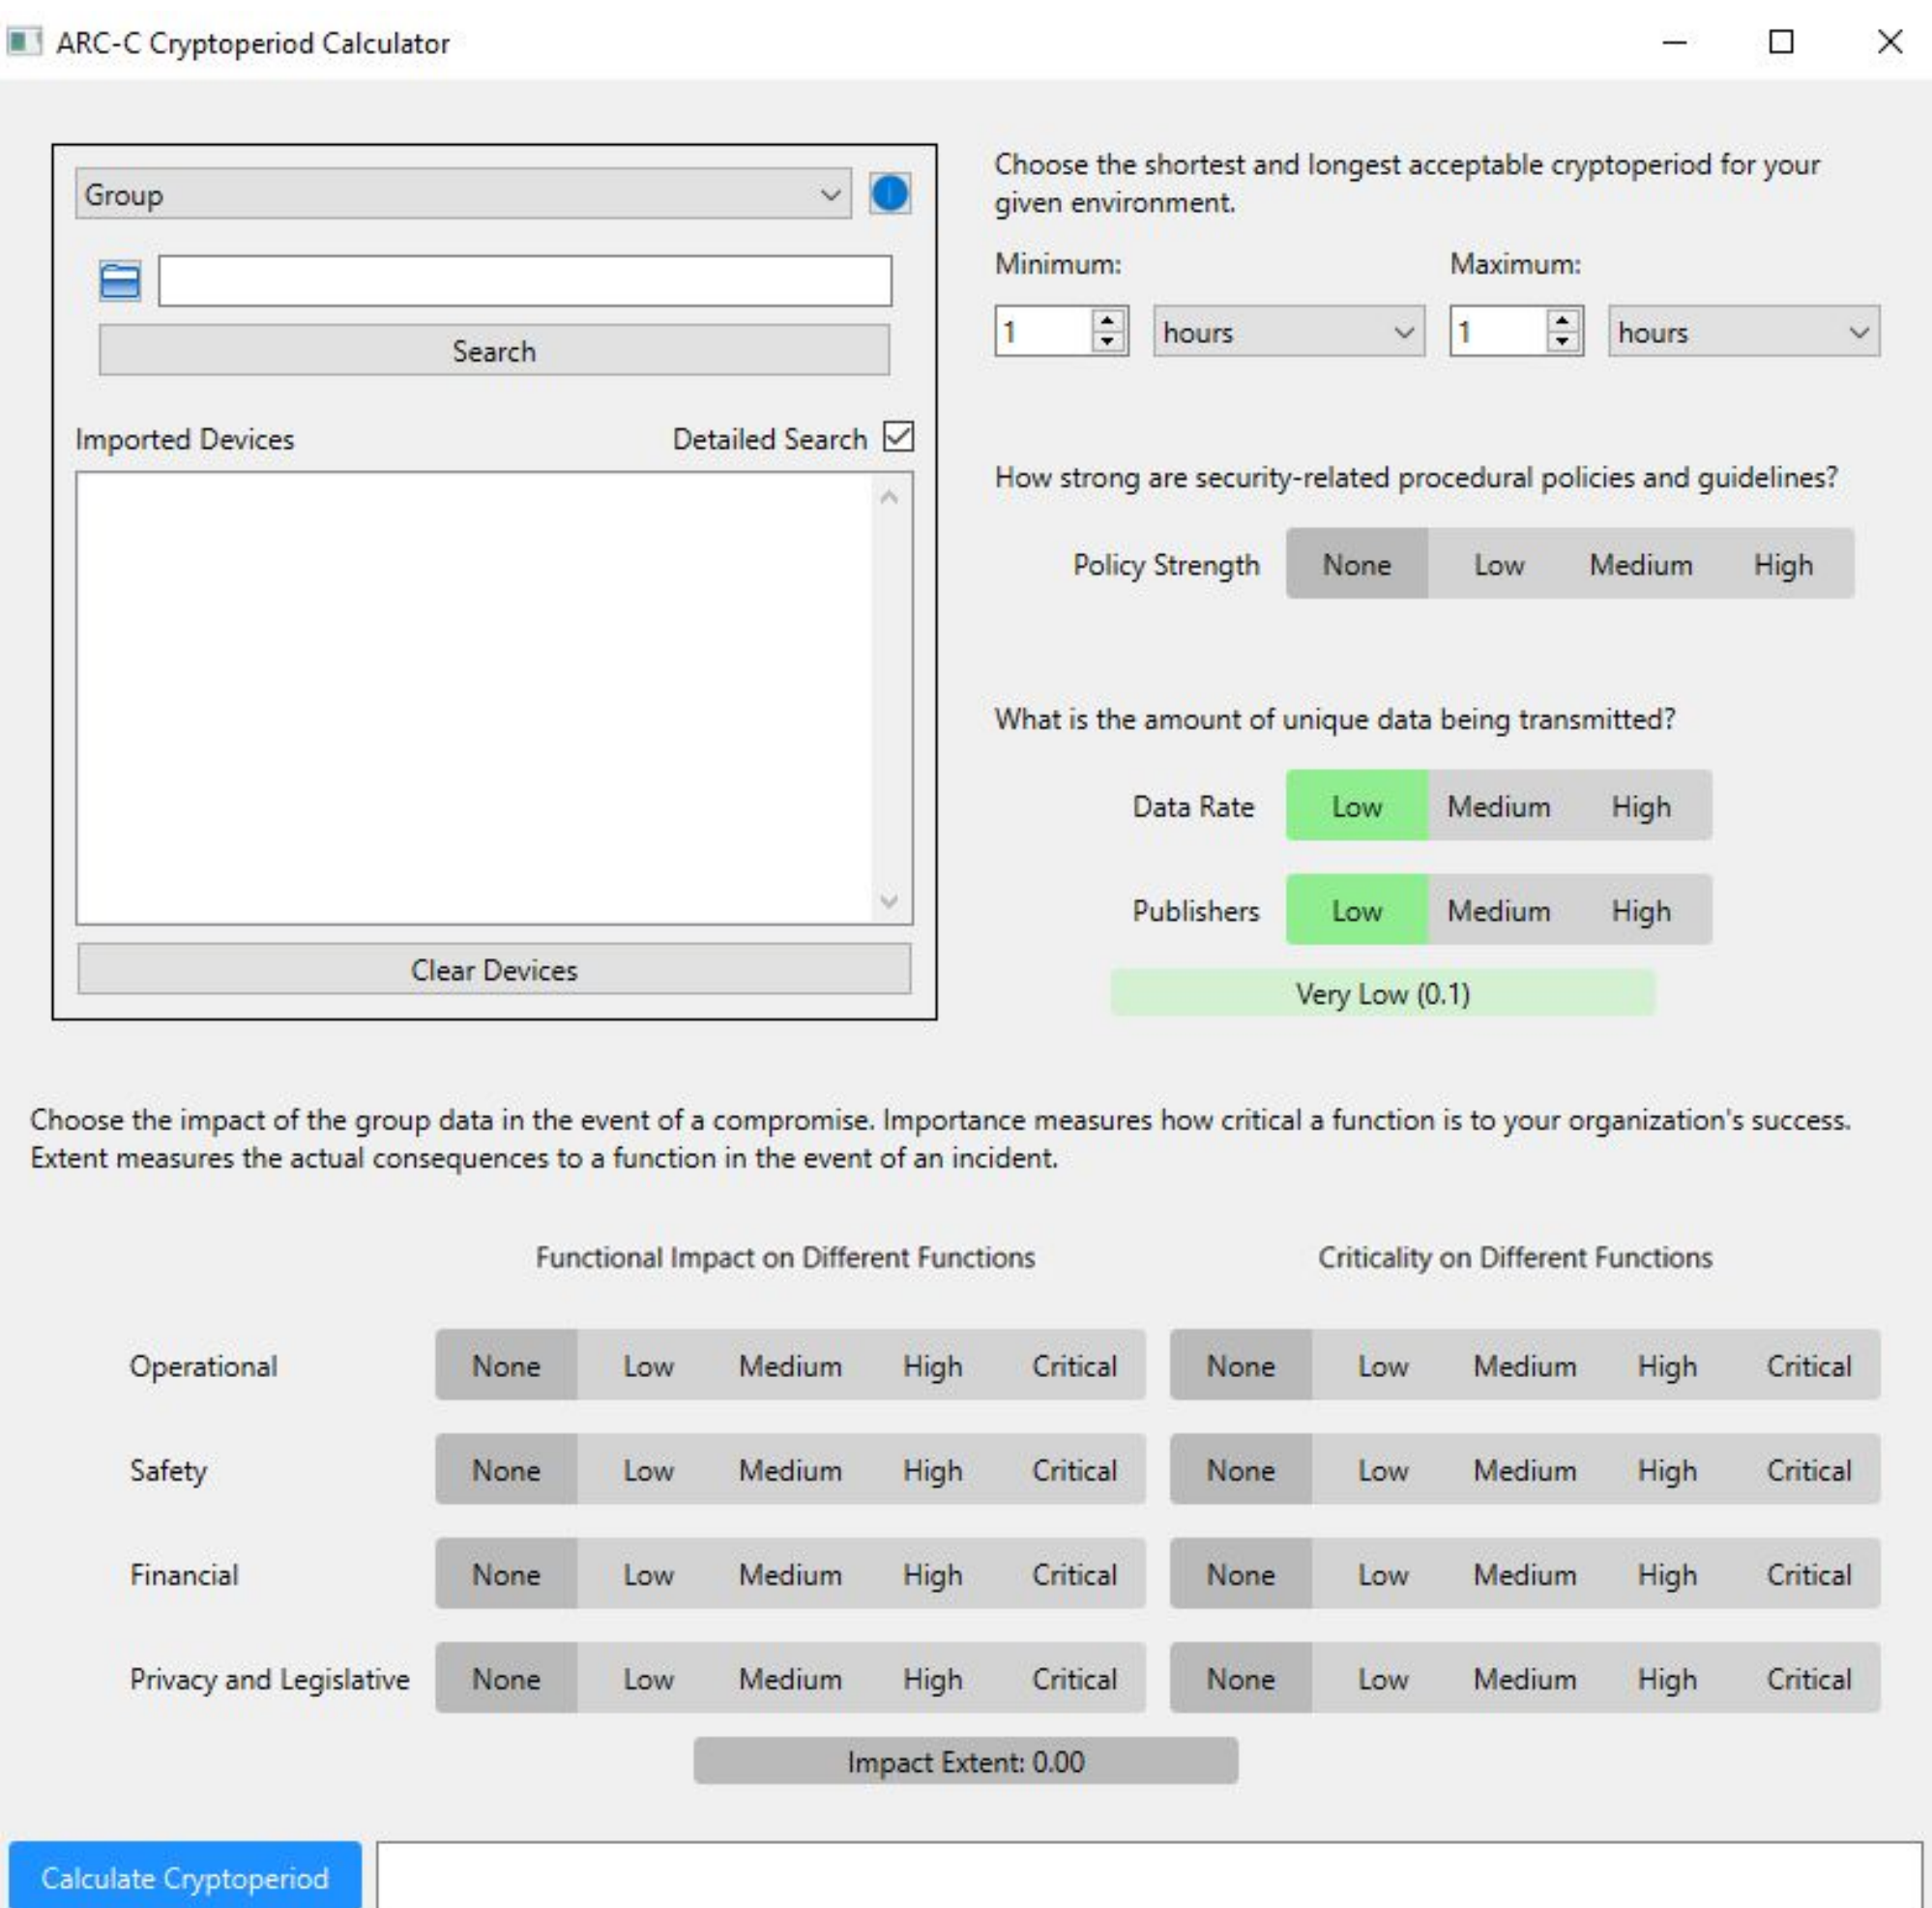 ARC-C Cryptoperiod Calculator
Group
Search
Imported Devices Detailed Search
Clear Devices
Choose the shortest and longest acceptable cryptoperiod for your
given environment.
Minimum: Maximum:
1 hours 1 hours
How strong are security-related procedural policies and guidelines?
Policy Strength None Low Medium High
What is the amount of unique data being transmitted?
Data Rate Low Medium High
Publishers Low Medium High
Very Low (0.1)
Choose the impact of the group data in the event of a compromise. Importance measures how critical a function is to your organization's success.
Extent measures the actual consequences to a function in the event of an incident.
Functional Impact on Different Functions Criticality on Different Functions
Operational None Low Medium High Critical None Low Medium High Critical
Safety None Low Medium High Critical None Low Medium High Critical
Financial None Low Medium High Critical None Low Medium High Critical
Privacy and Legislative None Low Medium High Critical None Low Medium High Critical
Impact Extent: 0.00
Calculate Cryptoperiod